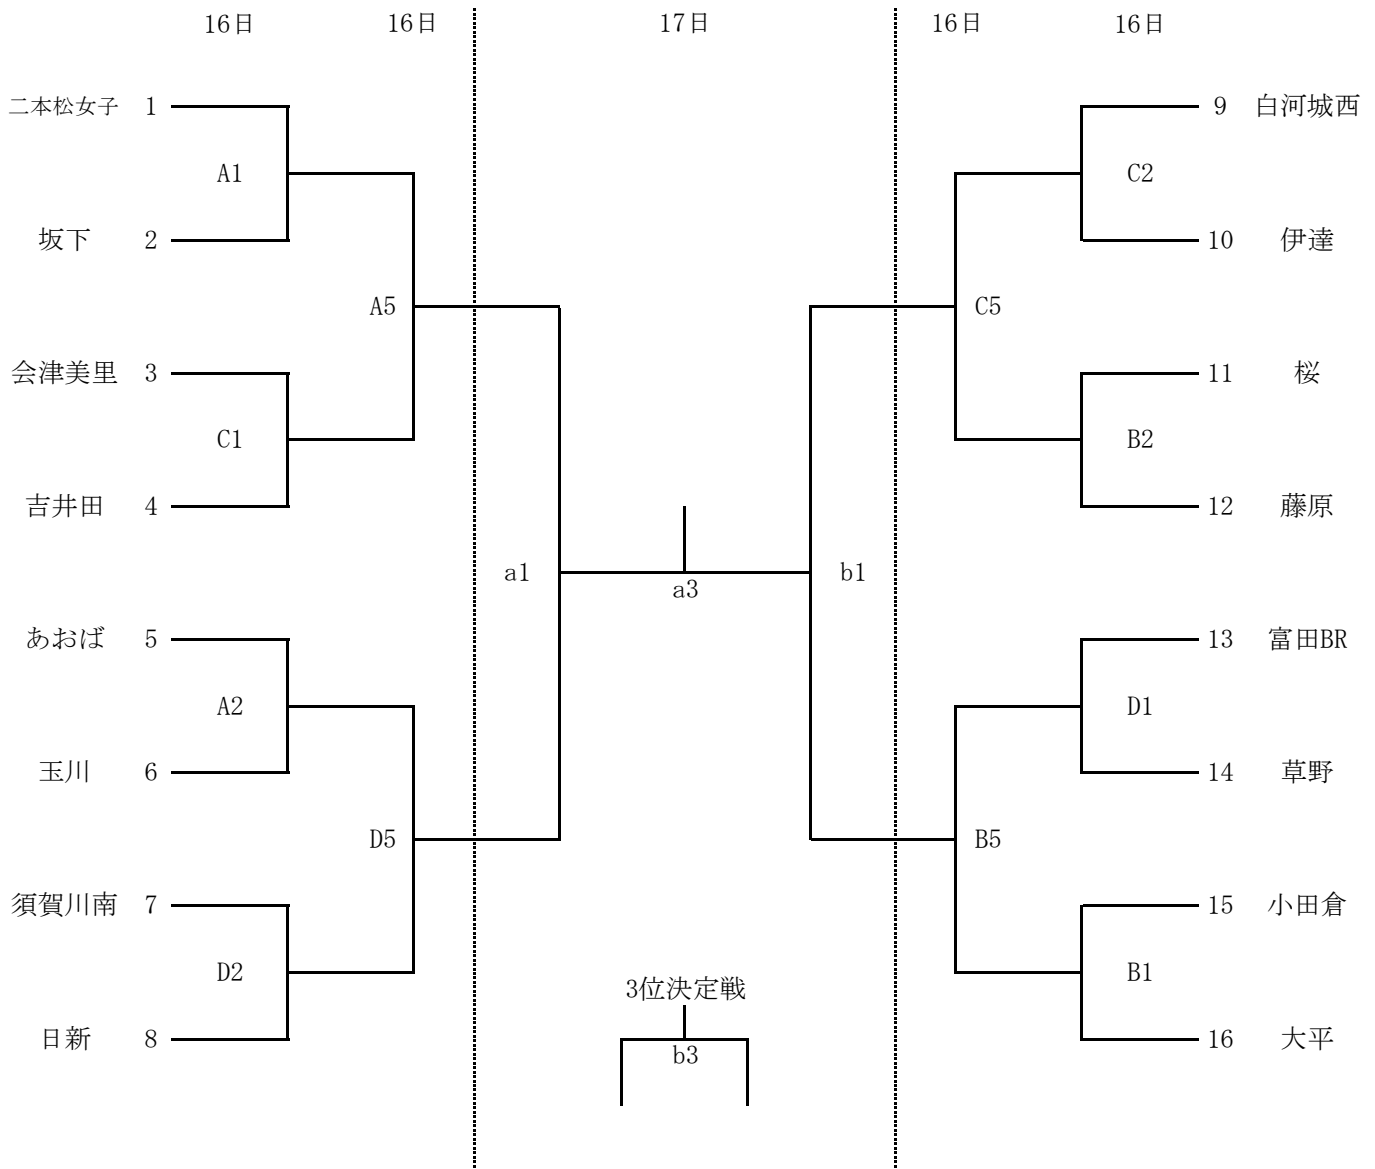 16日 16日 17日 16日 16日
二本松女子 1
9 白河城西
A1
C2
坂下 2
10 伊達
A5
C5
会津美里 3
11 桜
C1
B2
吉井田 4
12 藤原
a1
a3
b1
あおば 5
13 富田BR
A2
D1
玉川 6
14 草野
D5
B5
須賀川南 7
15 小田倉
D2
B1
3位決定戦
日新 8
b3
16 大平